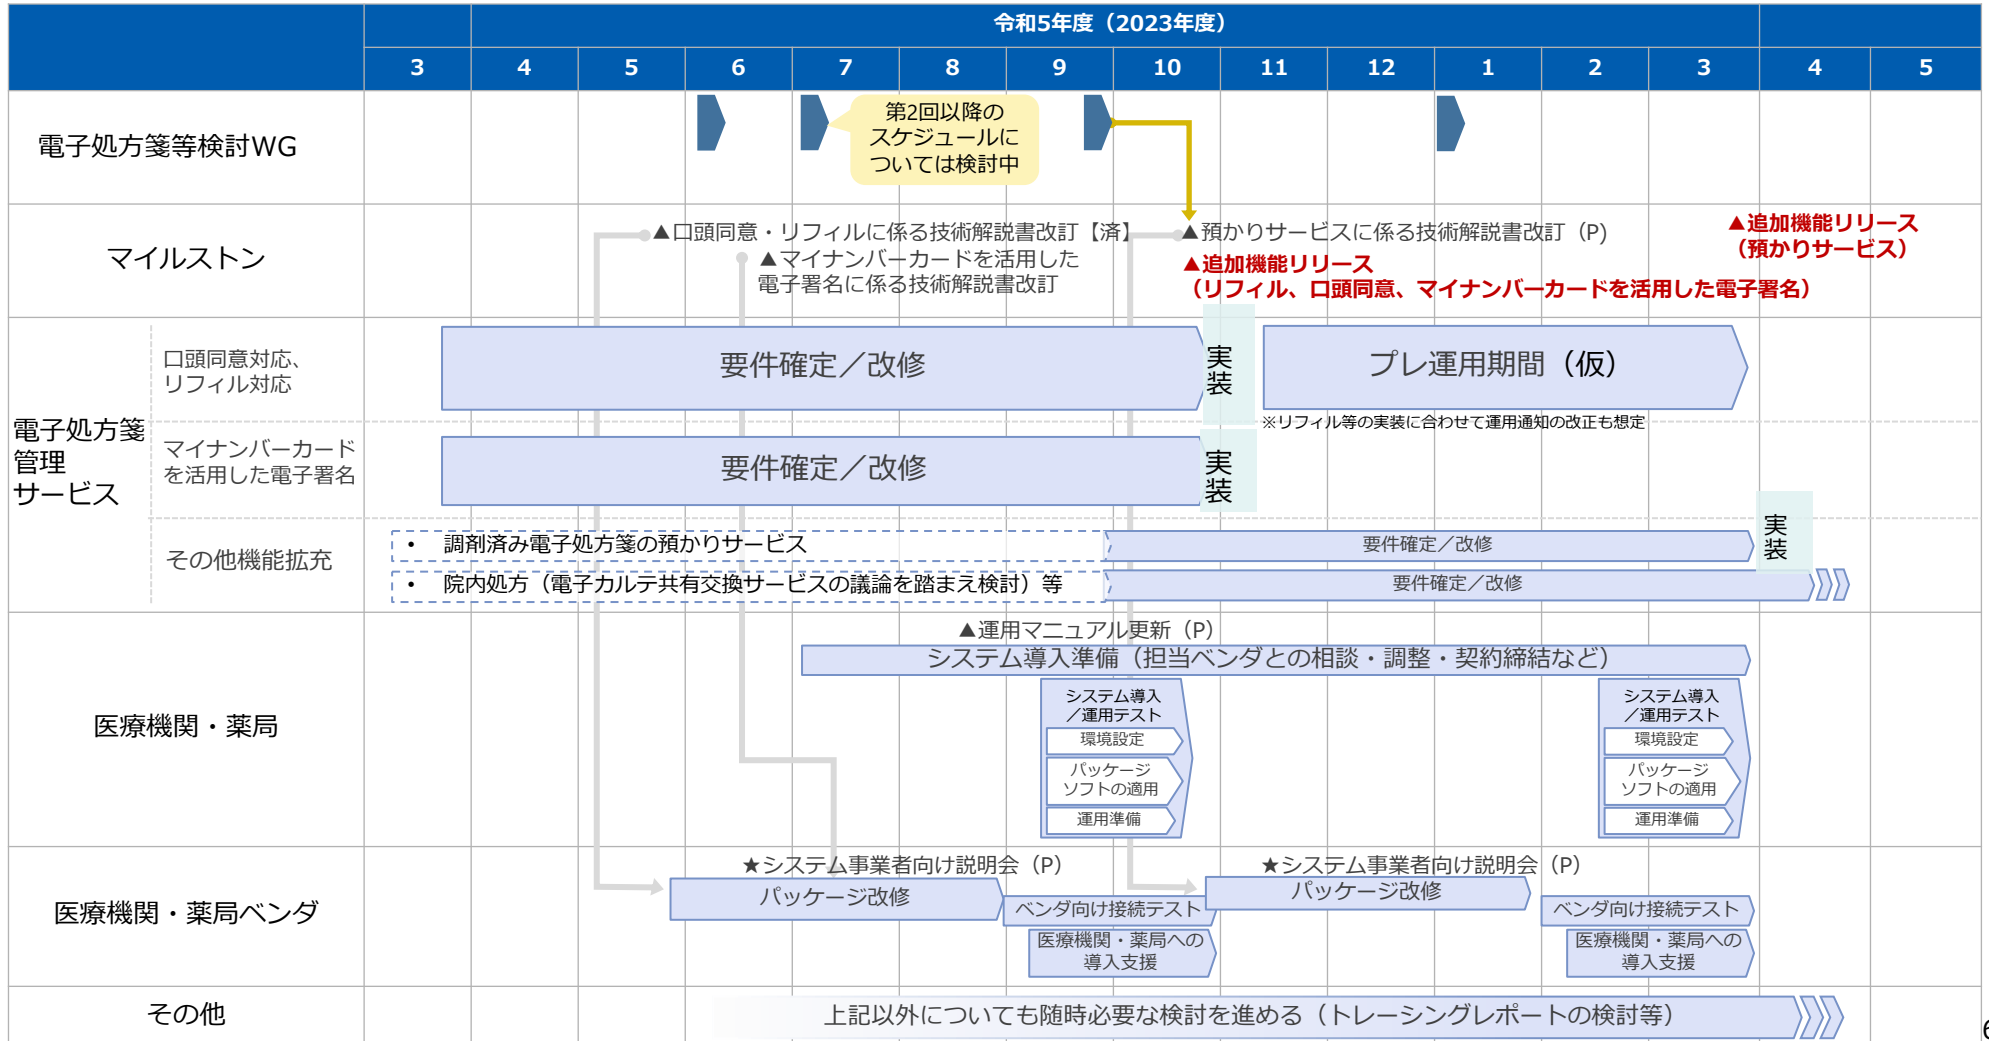 令和5年度（2023年度）
3
4
5
6
7
8
9
10
11
12
1
2
3
4
5
電子処方箋等検討WG
第2回以降の
スケジュールに
ついては検討中
マイルストン
▲口頭同意・リフィルに係る技術解説書改訂【済】
▲マイナンバーカードを活用した
電子署名に係る技術解説書改訂
▲預かりサービスに係る技術解説書改訂（P)
▲追加機能リリース
（リフィル、口頭同意、マイナンバーカードを活用した電子署名）
▲追加機能リリース
（預かりサービス）
電子処方箋
管理
サービス
口頭同意対応、
リフィル対応
要件確定／改修
実
装
プレ運用期間（仮）
※リフィル等の実装に合わせて運用通知の改正も想定
マイナンバーカード
を活用した電子署名
要件確定／改修
実
装
その他機能拡充
• 調剤済み電子処方箋の預かりサービス
要件確定／改修
実
装
• 院内処方（電子カルテ共有交換サービスの議論を踏まえ検討）等
要件確定／改修
医療機関・薬局
▲運用マニュアル更新（P）
システム導入準備（担当ベンダとの相談・調整・契約締結など）
システム導入
／運用テスト
環境設定
パッケージ
ソフトの適用
運用準備
システム導入
／運用テスト
環境設定
パッケージ
ソフトの適用
運用準備
医療機関・薬局ベンダ
★システム事業者向け説明会（P）
パッケージ改修
ベンダ向け接続テスト
医療機関・薬局への
導入支援
★システム事業者向け説明会（P）
パッケージ改修
ベンダ向け接続テスト
医療機関・薬局への
導入支援
その他
上記以外についても随時必要な検討を進める（トレーシングレポートの検討等）